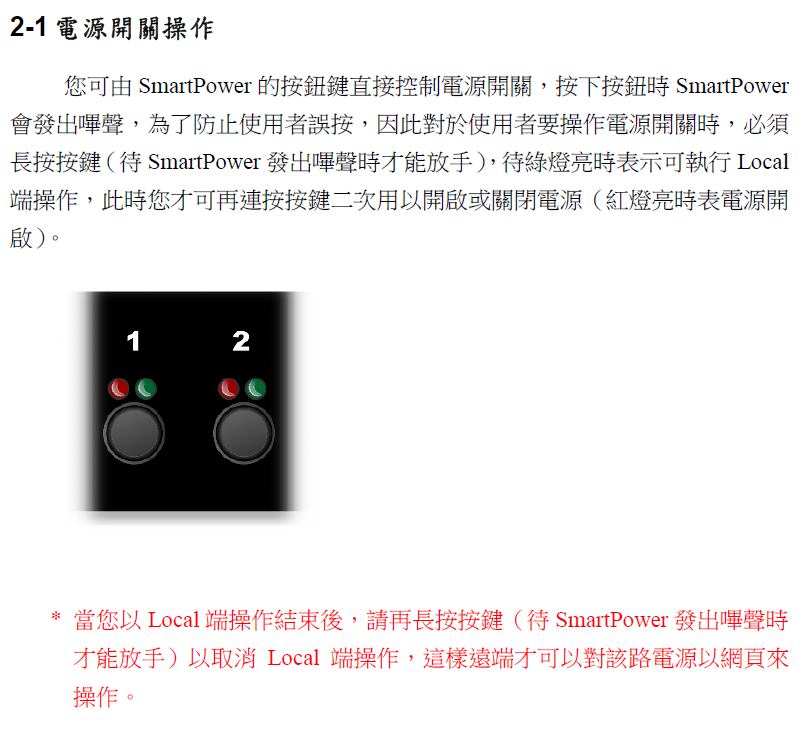 2-1 電源開關操作
您可由 SmartPower 的按鈕鍵直接控制電源開關，按下按鈕時 SmartPower
會發出嗶聲，為了防止使用者誤按，因此對於使用者要操作電源開關時，必須
長按按鍵（待 SmartPower 發出嗶聲時才能放手），待綠燈亮時表示可執行 Local
端操作，此時您才可再連按按鍵二次用以開啟或關閉電源（紅燈亮時表電源開
啟）。
1 2
* 當您以 Local 端操作結束後，請再長按按鍵（待 SmartPower 發出嗶聲時
才能放手）以取消 Local 端操作，這樣遠端才可以對該路電源以網頁來
操作。